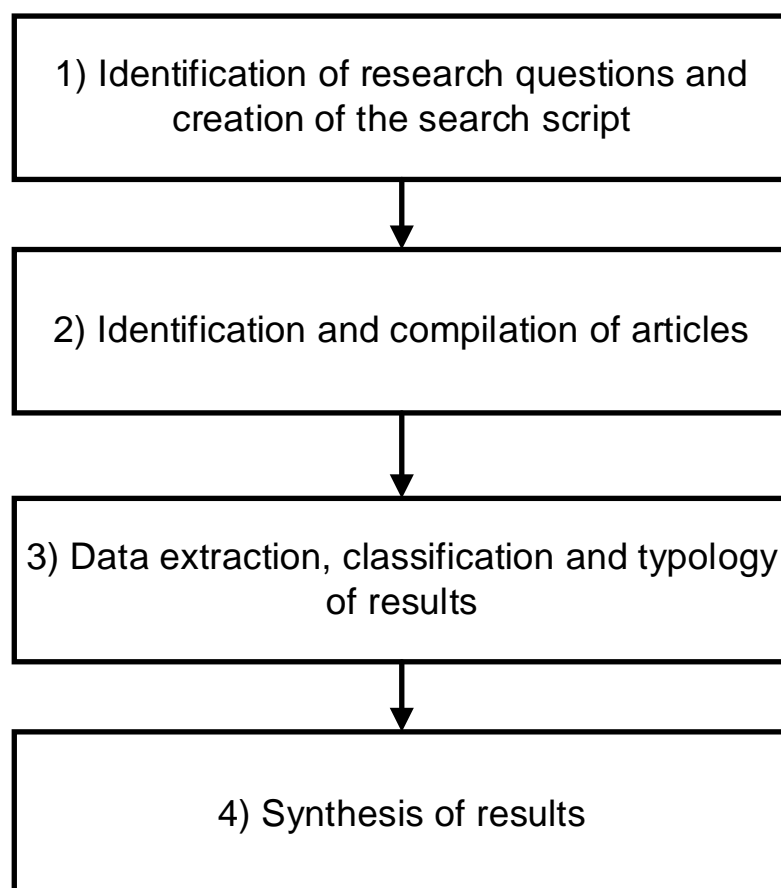 1) Identification of research questions and
creation of the search script
2) Identification and compilation of articles
3) Data extraction, classification and typology
of results
4) Synthesis of results